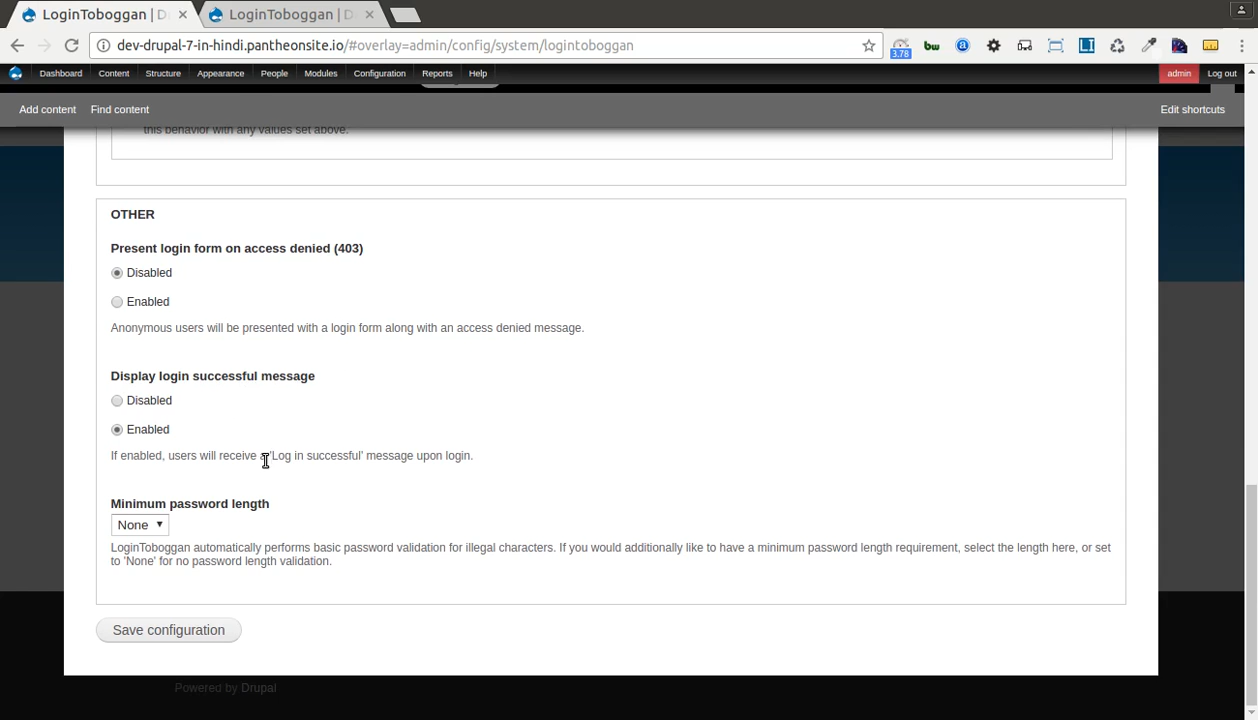 LoginToboggan | D
LoginToboggan | D
dev-drupal-7-in-hindi.pantheonsite.io/#overlay=admin/config/system/logintoboggan
3.78
Dashboard Content Structure Appearance People Modules Configuration Reports Help admin Log out
Add content Find content Edit shortcuts
this behavior with any values set above.
OTHER
Present login form on access denied (403)
Disabled
Enabled
Anonymous users will be presented with a login form along with an access denied message.
Display login successful message
Disabled
Enabled
If enabled, users will receive a 'Log in successful' message upon login.
Minimum password length
None
LoginToboggan automatically performs basic password validation for illegal characters. If you would additionally like to have a minimum password length requirement, select the length here, or set
to 'None' for no password length validation.
Save configuration
Powered by Drupal